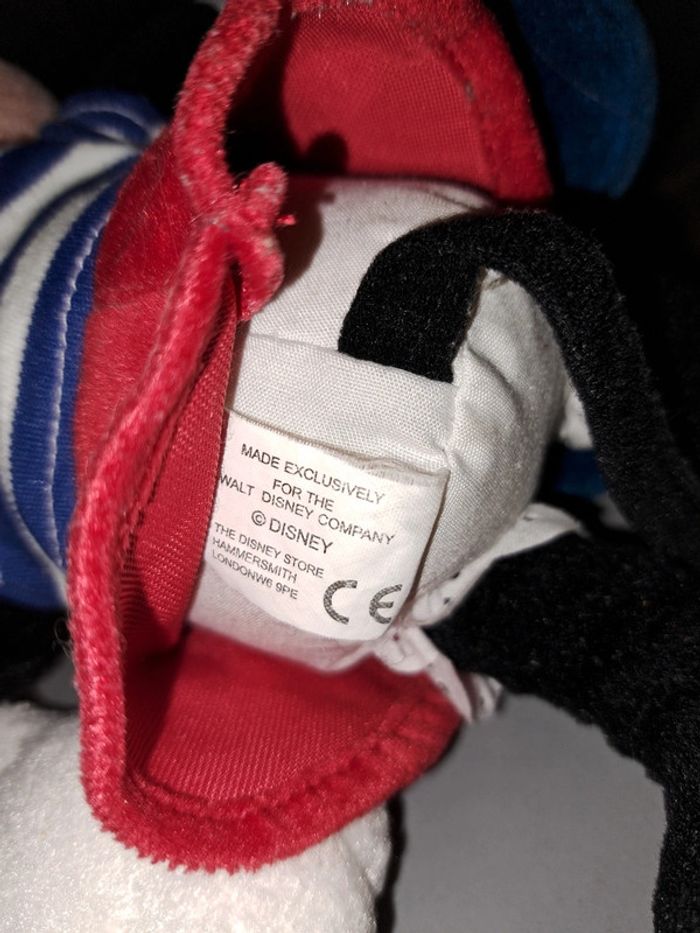 MADE EXCLUSIVELY
FOR THE
WALT DISNEY COMPANY
© DISNEY
THE DISNEY STORE
HAMMERSMITH
LONDONW6 9PE
CE